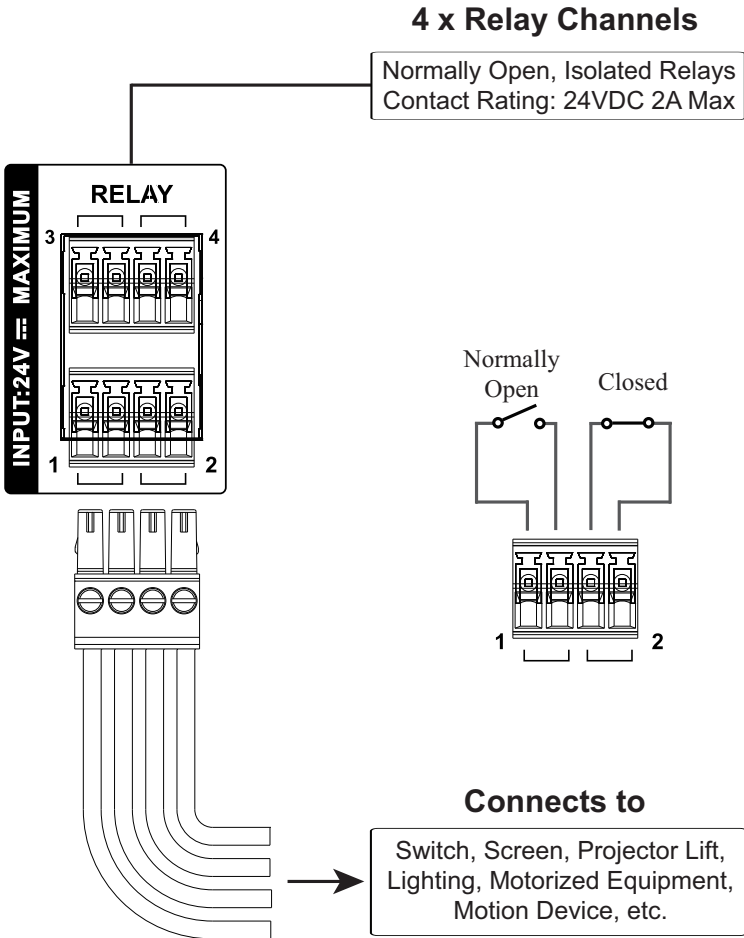 4 x Relay Channels
Normally Open, Isolated Relays
Contact Rating: 24VDC 2A Max
INPUT:24V ⎓ MAXIMUM
RELAY
3
4
1
2
Normally
Open
Closed
1
2
Connects to
Switch, Screen, Projector Lift,
Lighting, Motorized Equipment,
Motion Device, etc.